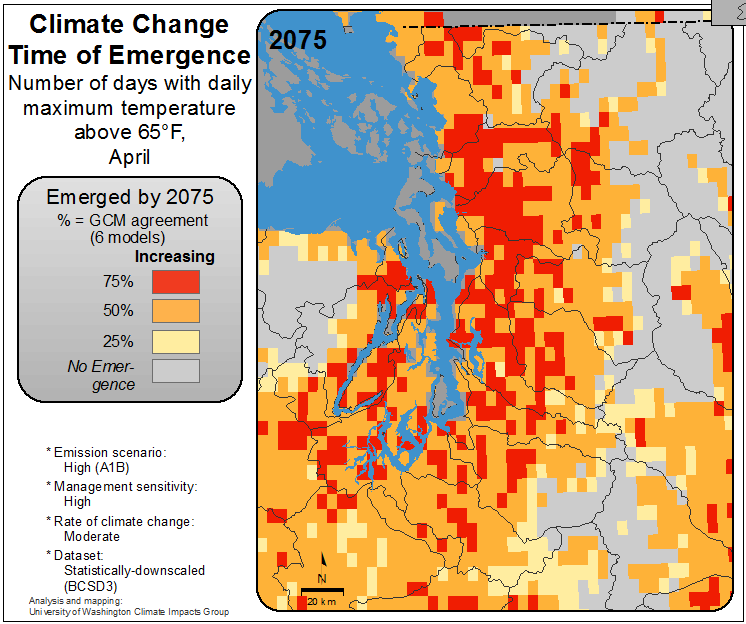 Climate Change
Time of Emergence
Number of days with daily
maximum temperature
above 65°F,
April
2075
Emerged by 2075
% = GCM agreement
(6 models)
Increasing
75%
50%
25%
No Emer-
gence
* Emission scenario:
High (A1B)
* Management sensitivity:
High
* Rate of climate change:
Moderate
* Dataset:
Statistically-downscaled
(BCSD3)
Analysis and mapping:
University of Washington Climate Impacts Group
N
20 km